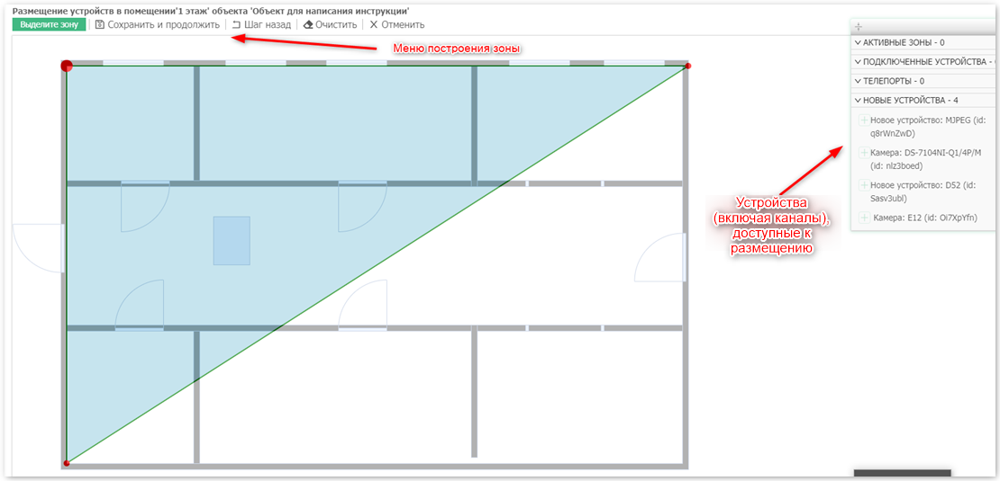 Размещение устройств в помещении'1 этаж' объекта 'Объект для написания инструкции'
Выделите зону Сохранить и продолжить Шаг назад Очистить Отменить
Меню построения зоны
АКТИВНЫЕ ЗОНЫ - 0
ПОДКЛЮЧЕННЫЕ УСТРОЙСТВА -
ТЕЛЕПОРТЫ - 0
НОВЫЕ УСТРОЙСТВА - 4
Новое устройство: MJPEG (id:
q8rWnZwD)
Камера: DS-7104NI-Q1/4P/M
(id: nlz3boed)
Новое устройство: D52 (id:
Sasv3ubl)
Камера: E12 (id: Oi7XpYfn)
Устройства
(включая каналы),
доступные к
размещению